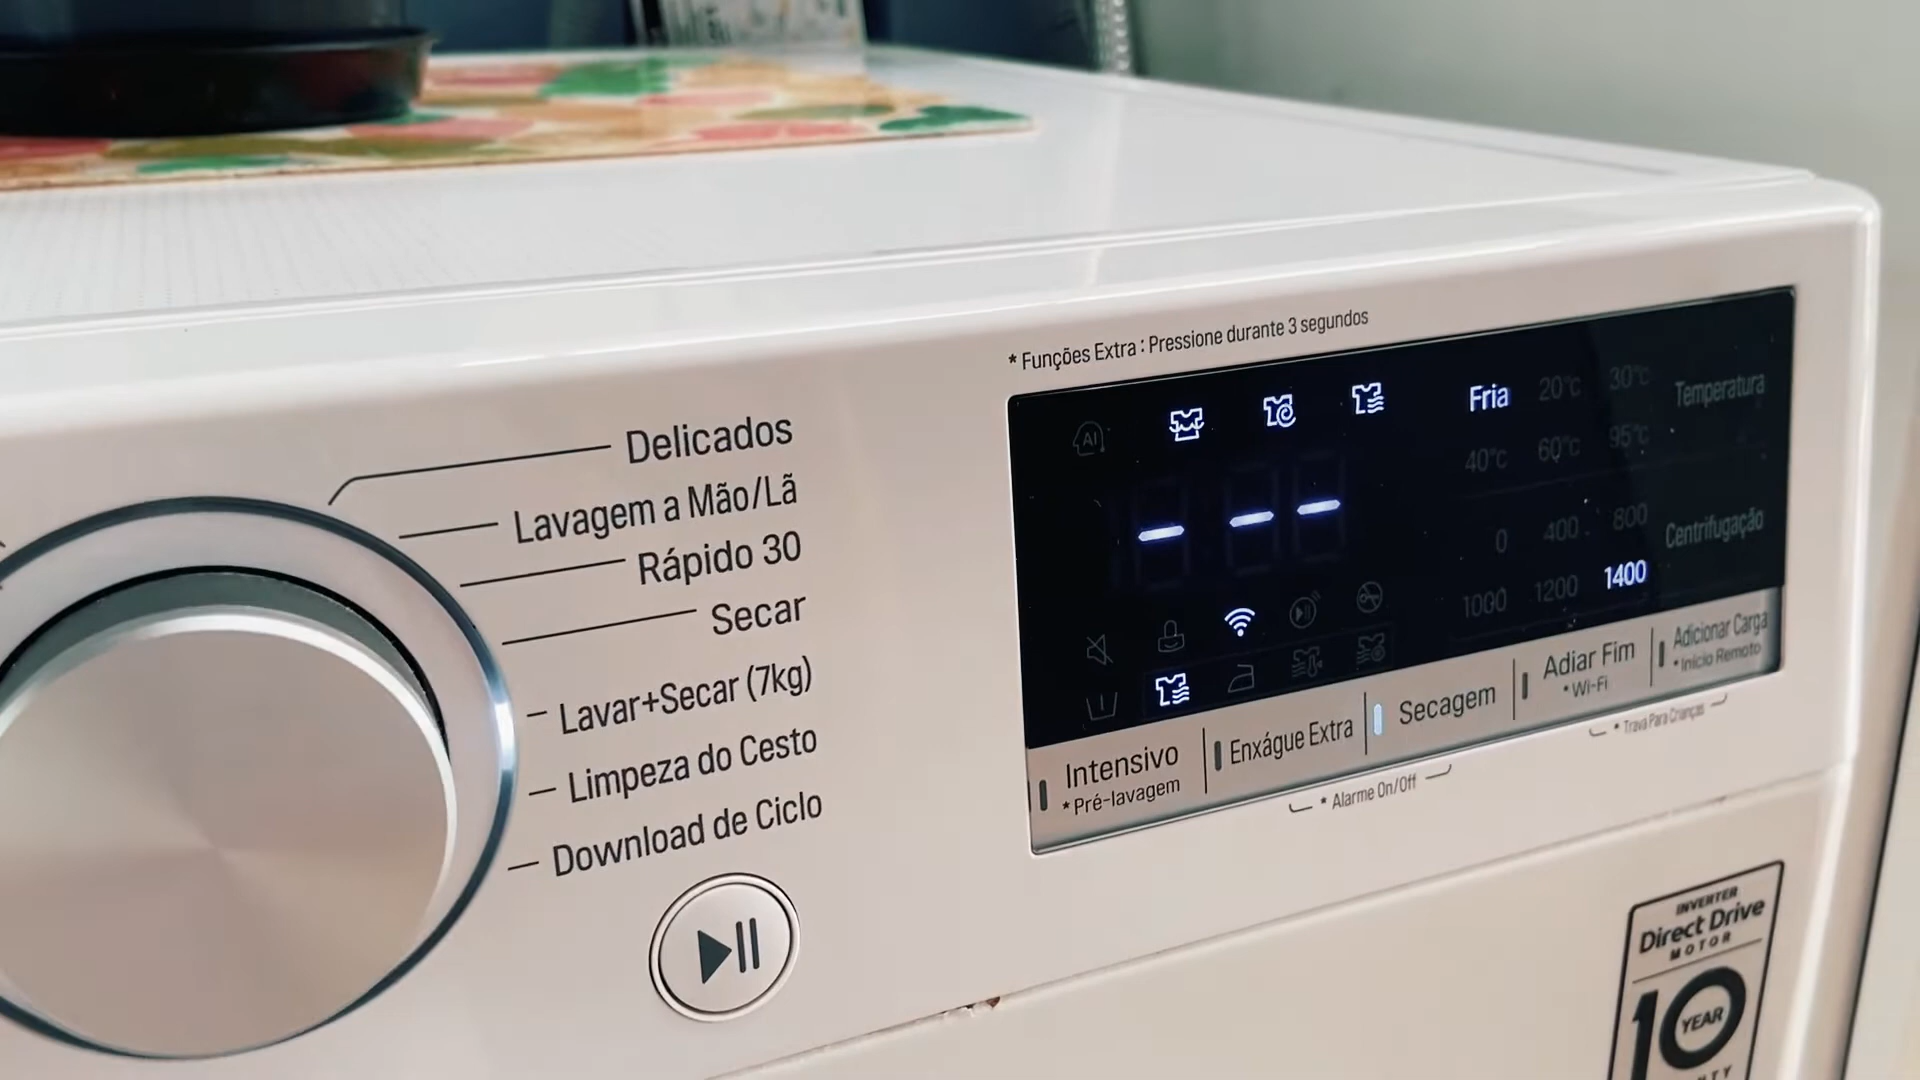 * Funções Extra : Pressione durante 3 segundos
Delicados
Lavagem a Mão/Lã
Rápido 30
Secar
Lavar+Secar (7kg)
Limpeza do Cesto
Download de Ciclo
AI
Fria 20°C 30°C Temperatura
40°C 60°C 95°C
- - -
0 400 800 Centrifugação
1000 1200 1400
Intensivo
* Pré-lavagem
Enxágue Extra
Secagem
Adiar Fim
* Wi-Fi
Adicionar Carga
* Início Remoto
* Alarme On/Off
* Trava Para Crianças
INVERTER
Direct Drive
MOTOR
10
YEAR